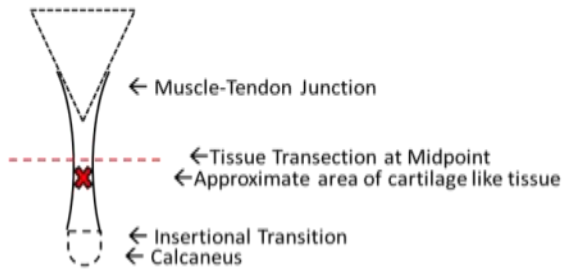 ← Muscle-Tendon Junction
←Tissue Transection at Midpoint
←Approximate area of cartilage like tissue
← Insertional Transition
← Calcaneus